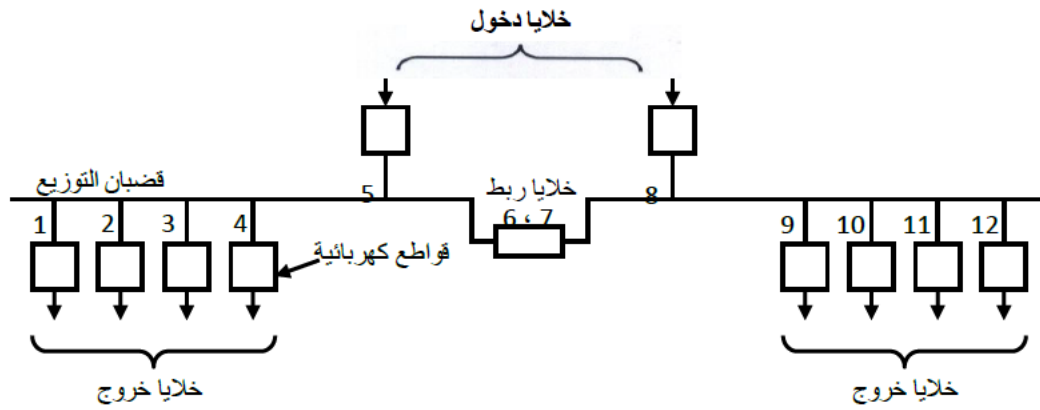 خلايا دخول
قضبان التوزيع
5
خلايا ربط
6 ، 7
8
1
2
3
4
9
10
11
12
قواطع كهربائية
خلايا خروج
خلايا خروج